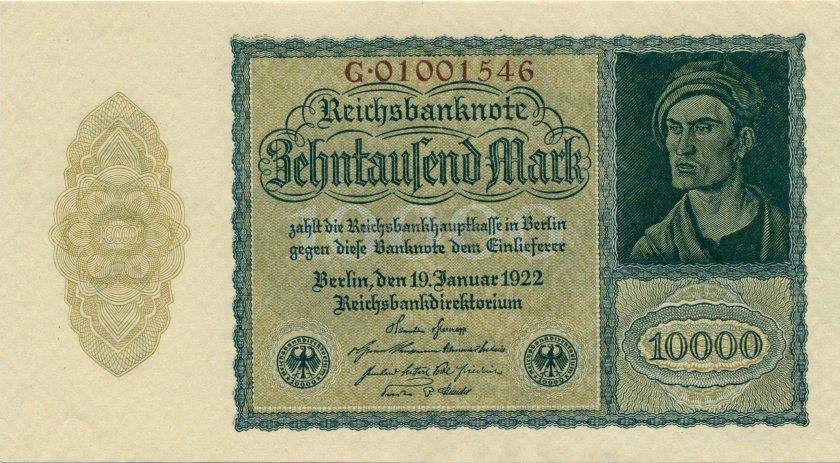 G·01001546
Reichsbanknote
Zehntausend Mark
zahlt die Reichsbankhauptkasse in Berlin
gegen diese Banknote dem Einlieferer
Berlin, den 19. Januar 1922
Reichsbankdirektorium
10000
10000